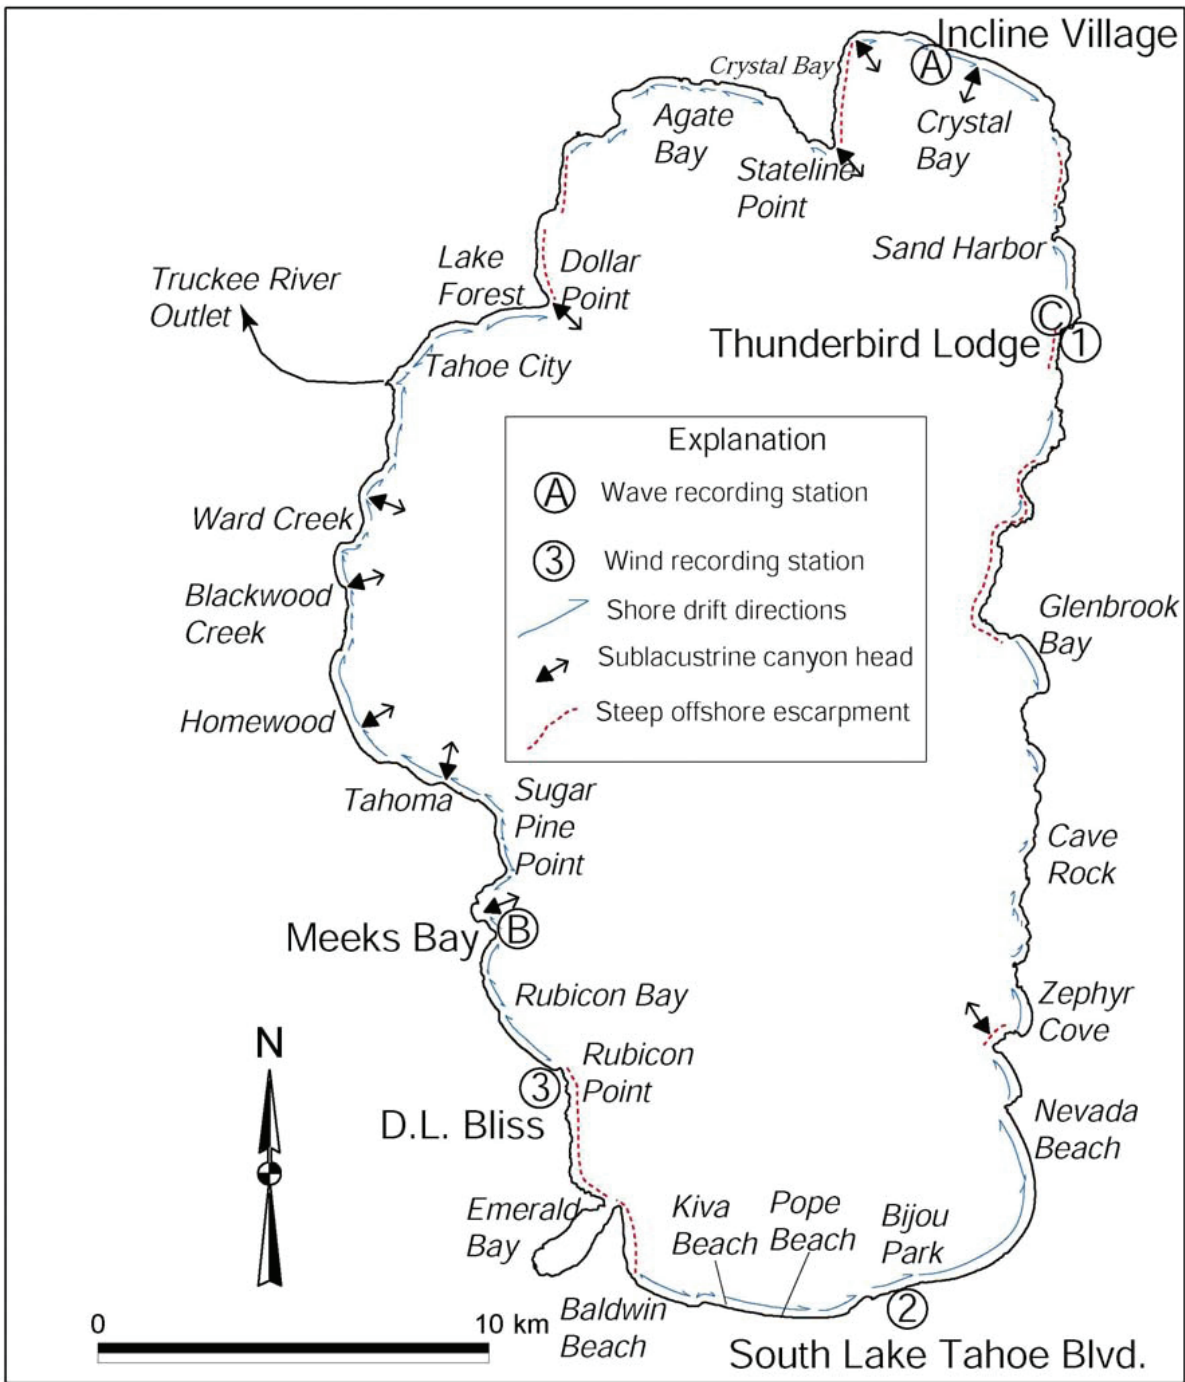 Incline Village
Crystal Bay
A
Agate
Bay
Crystal
Bay
Stateline
Point
Sand Harbor
Lake
Forest
Dollar
Point
Truckee River
Outlet
C
Thunderbird Lodge
1
Tahoe City
Explanation
A Wave recording station
3 Wind recording station
Shore drift directions
Sublacustrine canyon head
Steep offshore escarpment
Ward Creek
Blackwood
Creek
Glenbrook
Bay
Homewood
Tahoma
Sugar
Pine
Point
Cave
Rock
Meeks Bay
B
Rubicon Bay
Zephyr
Cove
N
Rubicon
Point
3
D.L. Bliss
Nevada
Beach
Emerald
Bay
Kiva
Beach
Pope
Beach
Bijou
Park
2
0
10 km
Baldwin
Beach
South Lake Tahoe Blvd.